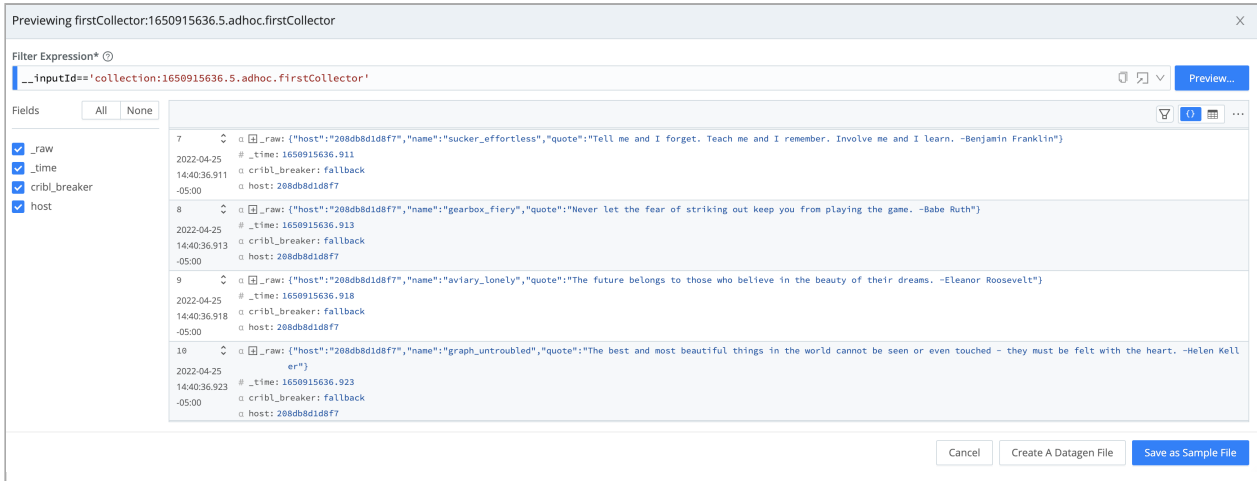 Previewing firstCollector:1650915636.5.adhoc.firstCollector
Filter Expression*
__inputId=='collection:1650915636.5.adhoc.firstCollector'
Preview...
Fields All None
_raw
_time
cribl_breaker
host
7 α _raw: {"host":"208db8d1d8f7","name":"sucker_effortless","quote":"Tell me and I forget. Teach me and I remember. Involve me and I learn. -Benjamin Franklin"}
2022-04-25 # _time: 1650915636.911
14:40:36.911 α cribl_breaker: fallback
-05:00 α host: 208db8d1d8f7
8 α _raw: {"host":"208db8d1d8f7","name":"gearbox_fiery","quote":"Never let the fear of striking out keep you from playing the game. -Babe Ruth"}
2022-04-25 # _time: 1650915636.913
14:40:36.913 α cribl_breaker: fallback
-05:00 α host: 208db8d1d8f7
9 α _raw: {"host":"208db8d1d8f7","name":"aviary_lonely","quote":"The future belongs to those who believe in the beauty of their dreams. -Eleanor Roosevelt"}
2022-04-25 # _time: 1650915636.918
14:40:36.918 α cribl_breaker: fallback
-05:00 α host: 208db8d1d8f7
10 α _raw: {"host":"208db8d1d8f7","name":"graph_untroubled","quote":"The best and most beautiful things in the world cannot be seen or even touched - they must be felt with the heart. -Helen Kell
er"}
2022-04-25 # _time: 1650915636.923
14:40:36.923 α cribl_breaker: fallback
-05:00 α host: 208db8d1d8f7
Cancel Create A Datagen File Save as Sample File